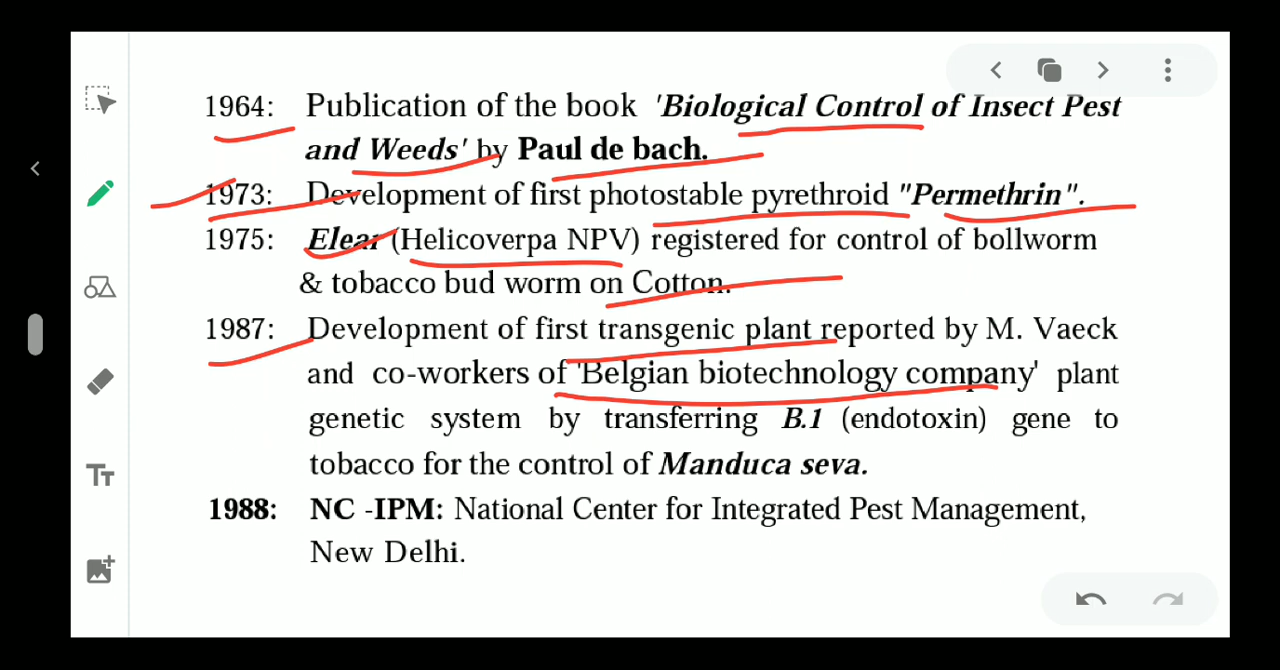 1964: Publication of the book 'Biological Control of Insect Pest
and Weeds' by Paul de bach.
1973: Development of first photostable pyrethroid "Permethrin".
1975: Elear (Helicoverpa NPV) registered for control of bollworm
& tobacco bud worm on Cotton.
1987: Development of first transgenic plant reported by M. Vaeck
and co-workers of 'Belgian biotechnology company' plant
genetic system by transferring B.1 (endotoxin) gene to
tobacco for the control of Manduca seva.
1988: NC -IPM: National Center for Integrated Pest Management,
New Delhi.
TT